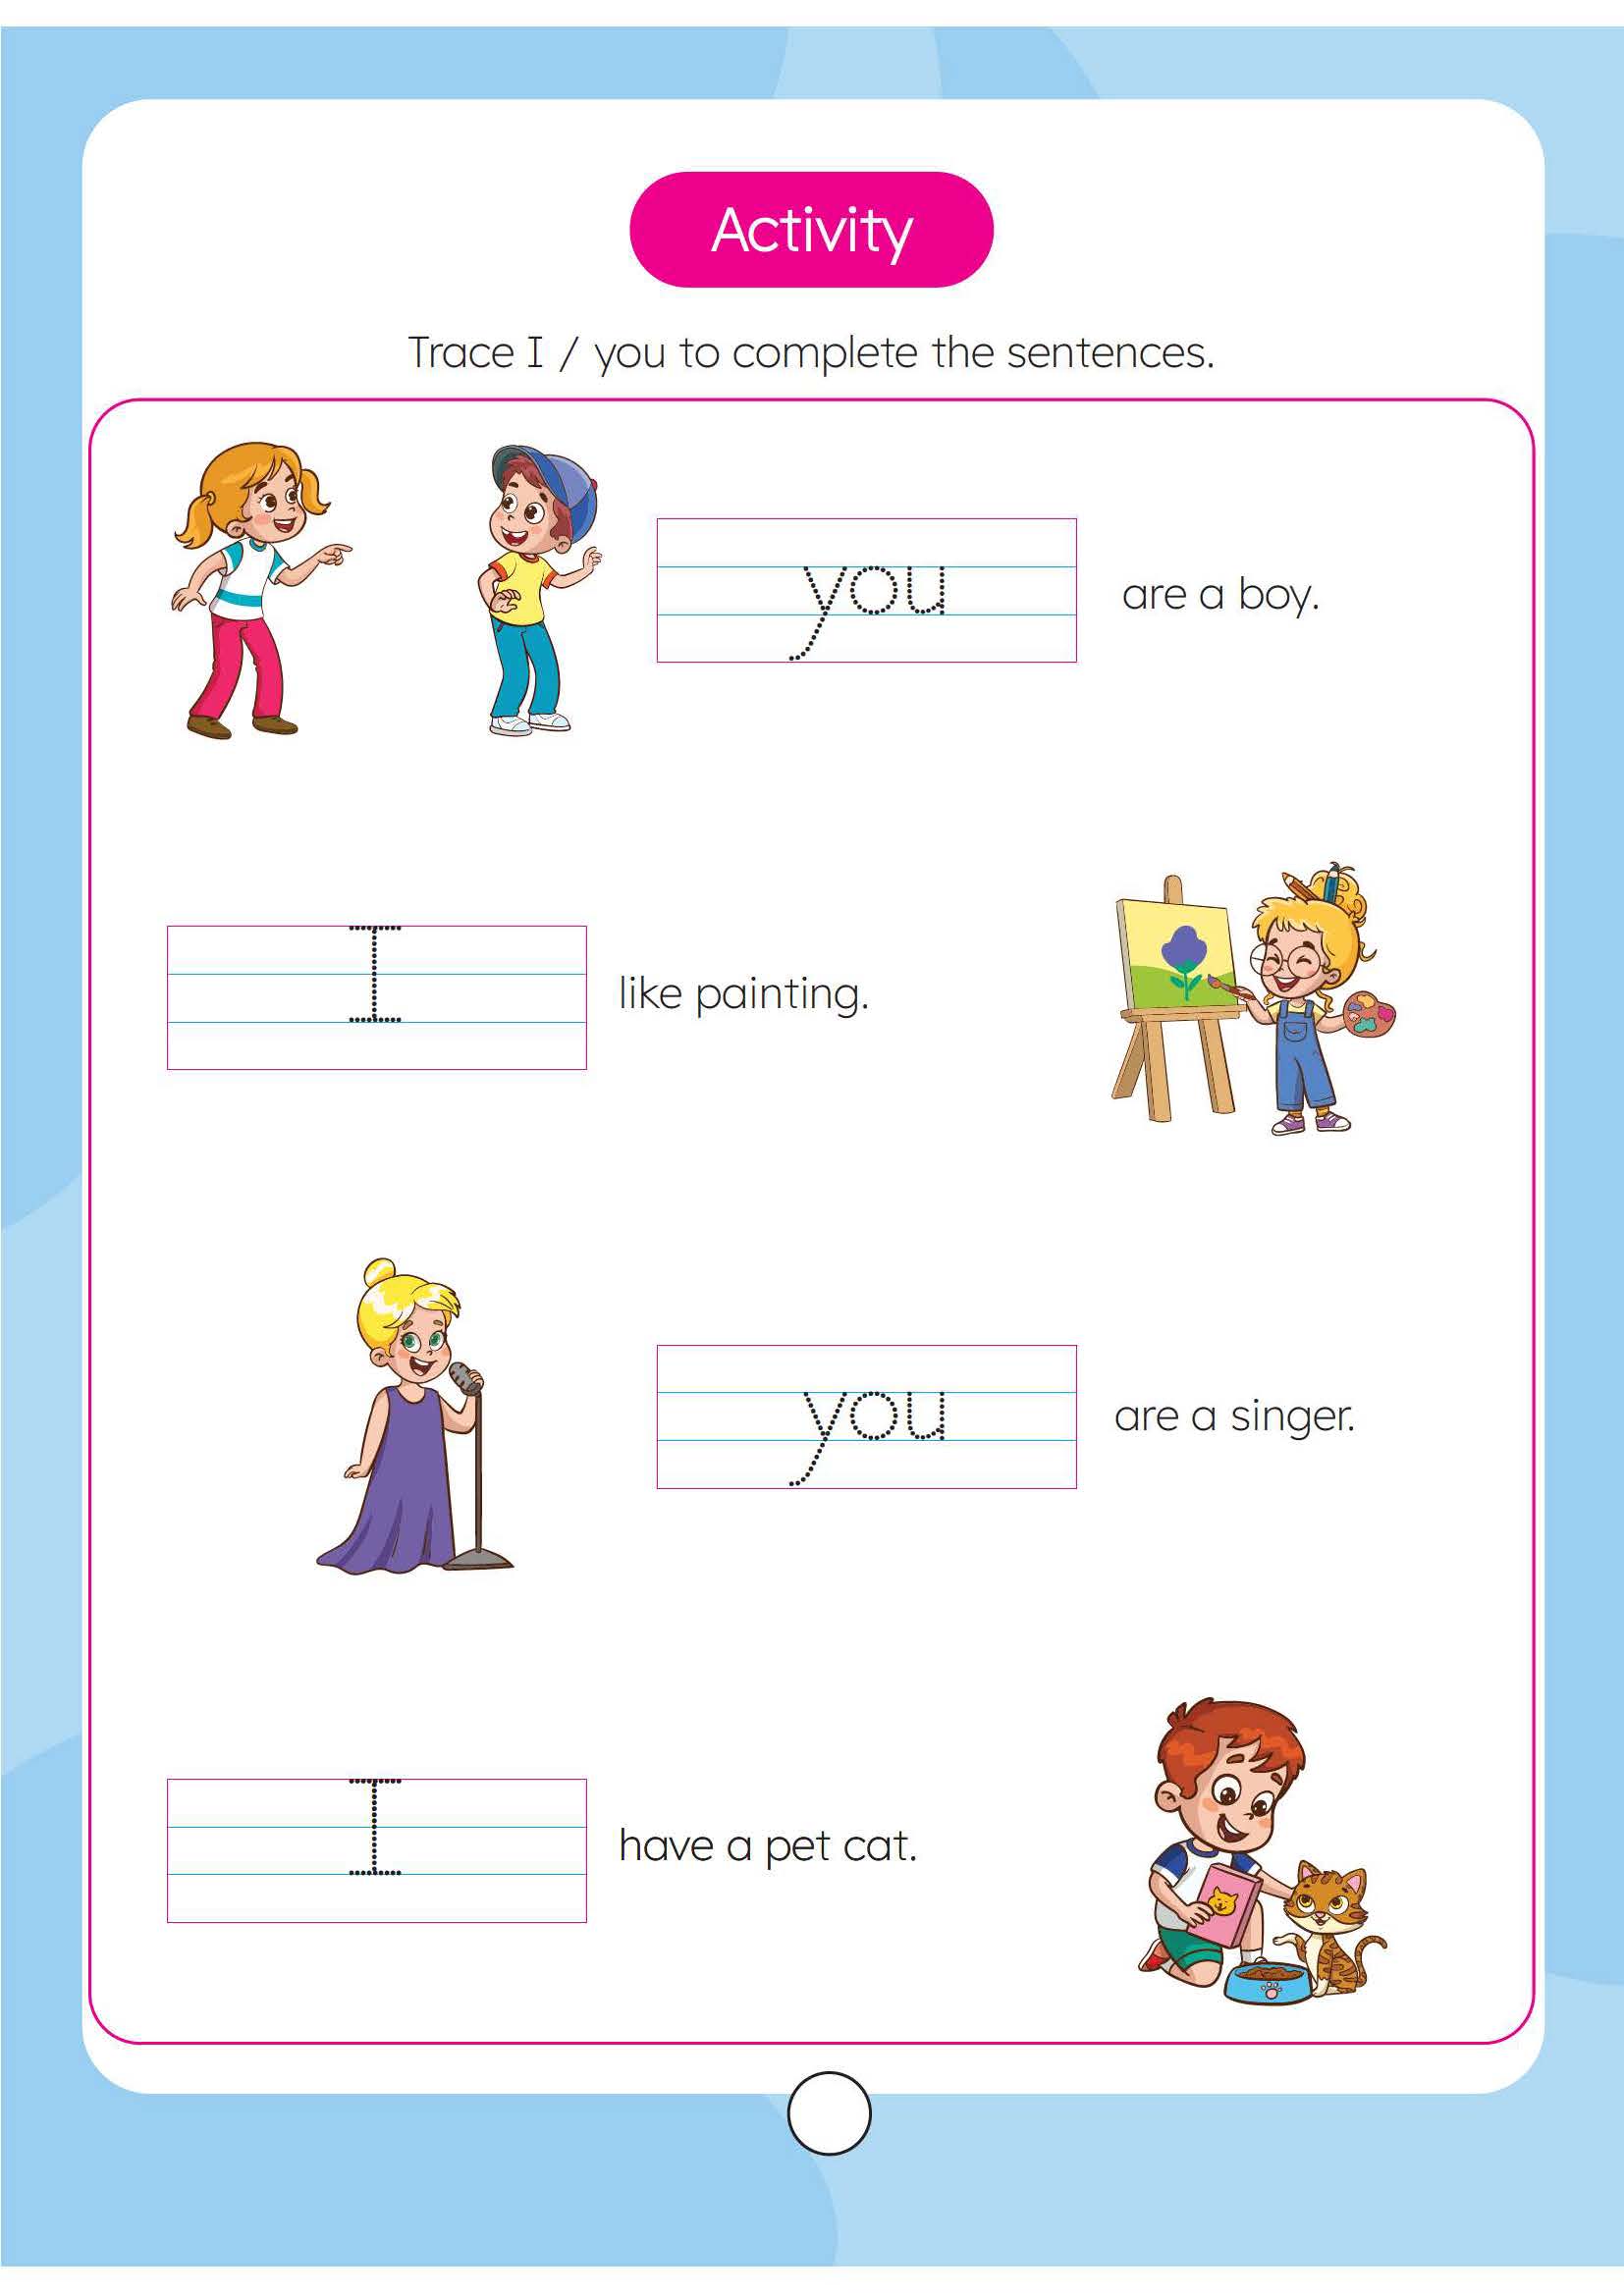 Activity
Trace I / you to complete the sentences.
you are a boy.
I like painting.
you are a singer.
I have a pet cat.